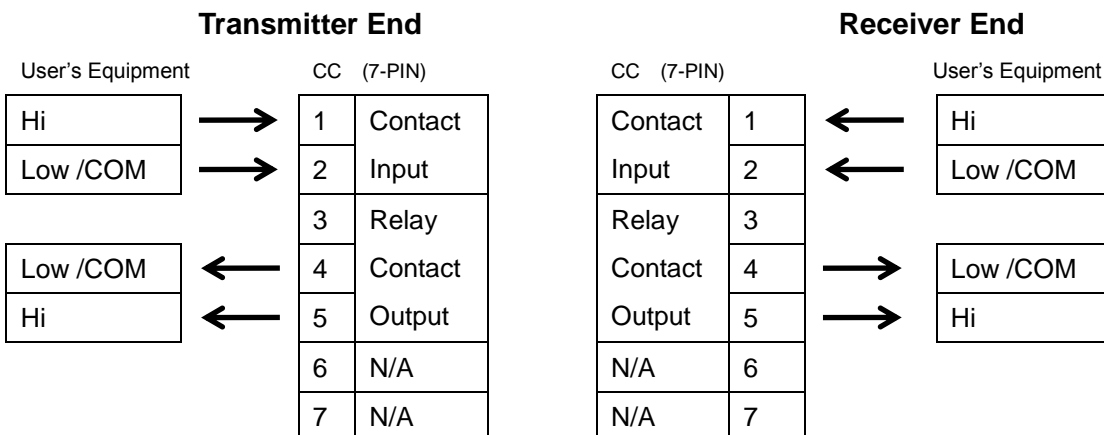 Transmitter End Receiver End
User's Equipment CC (7-PIN) CC (7-PIN) User's Equipment
Hi 1 Contact Contact 1 Hi
Low /COM 2 Input Input 2 Low /COM
3 Relay Relay 3
Low /COM 4 Contact Contact 4 Low /COM
Hi 5 Output Output 5 Hi
6 N/A N/A 6
7 N/A N/A 7